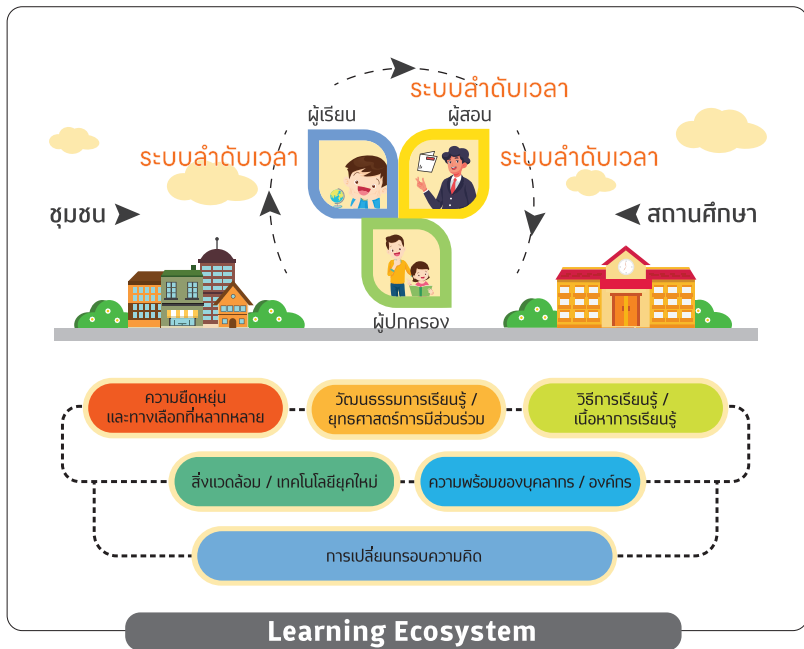 ระบบลำดับเวลา
ผู้เรียน
ผู้สอน
ระบบลำดับเวลา
ระบบลำดับเวลา
ชุมชน
สถานศึกษา
ผู้ปกครอง
ความยืดหยุ่น
และทางเลือกที่หลากหลาย
วัฒนธรรมการเรียนรู้ /
ยุทธศาสตร์การมีส่วนร่วม
วิธีการเรียนรู้ /
เนื้อหาการเรียนรู้
สิ่งแวดล้อม / เทคโนโลยียุคใหม่
ความพร้อมของบุคลากร / องค์กร
การเปลี่ยนกรอบความคิด
Learning Ecosystem